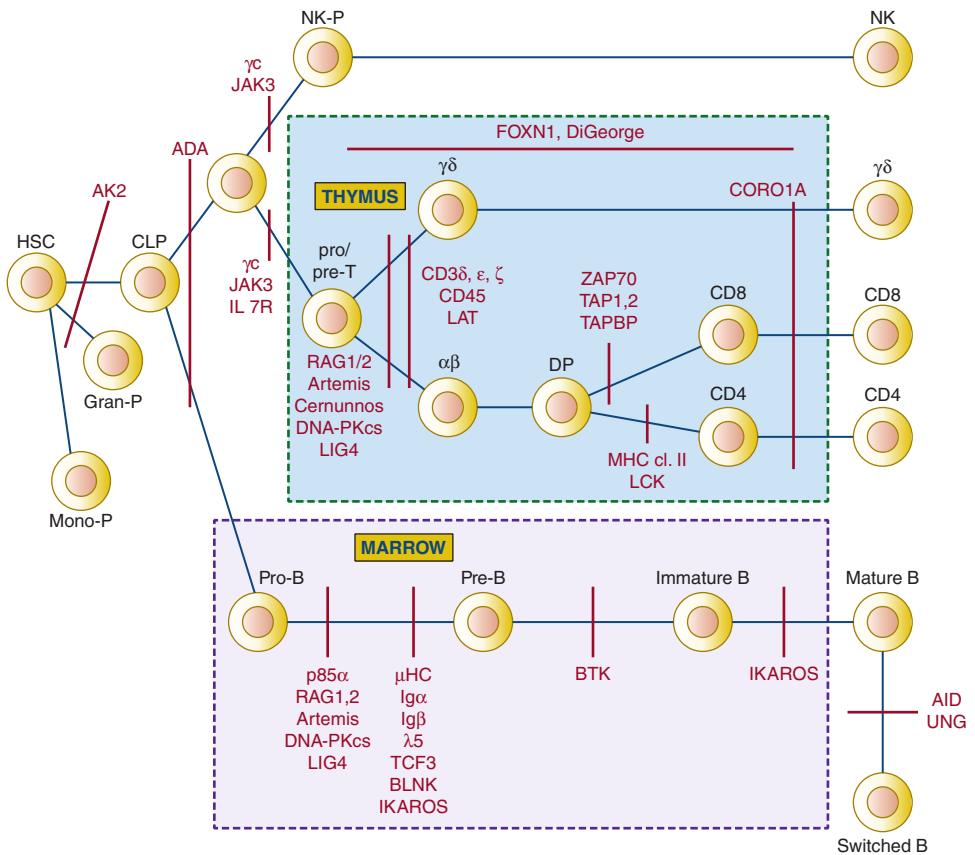 NK-P
NK
γc
JAK3
FOXN1, DiGeorge
ADA
γδ
γδ
CORO1A
AK2
THYMUS
HSC
CLP
pro/
pre-T
γc
JAK3
IL 7R
CD3δ, ε, ζ
CD45
LAT
ZAP70
TAP1,2
TAPBP
CD8
CD8
RAG1/2
Artemis
Cernunnos
DNA-PKcs
LIG4
αβ
DP
CD4
CD4
Gran-P
MHC cl. II
LCK
Mono-P
MARROW
Pro-B
Pre-B
Immature B
Mature B
p85α
RAG1,2
Artemis
DNA-PKcs
LIG4
μHC
Igα
Igβ
λ5
TCF3
BLNK
IKAROS
BTK
IKAROS
AID
UNG
Switched B